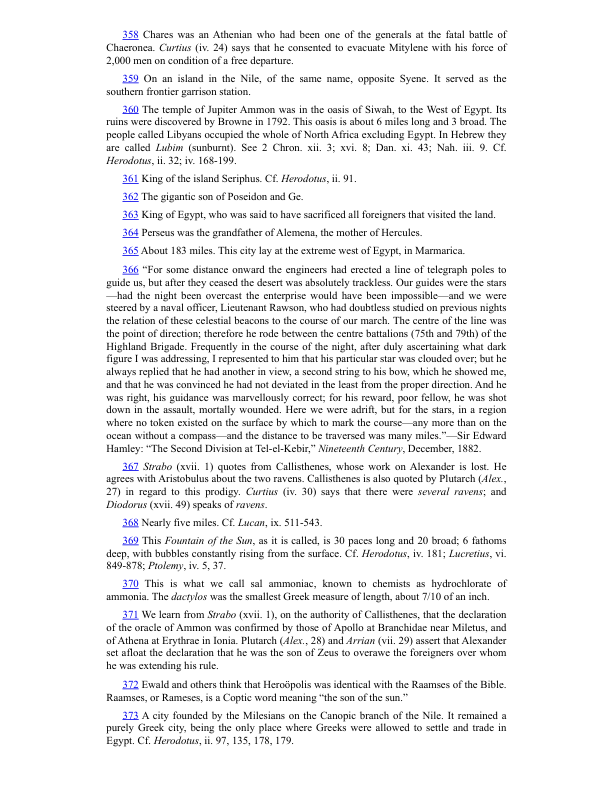 358 Chares was an Athenian who had been one of the generals at the fatal battle of
Chaeronea. Curtius (iv. 24) says that he consented to evacuate Mitylene with his force of
2,000 men on condition of a free departure.
359 On an island in the Nile, of the same name, opposite Syene. It served as the
southern frontier garrison station.
360 The temple of Jupiter Ammon was in the oasis of Siwah, to the West of Egypt. Its
ruins were discovered by Browne in 1792. This oasis is about 6 miles long and 3 broad. The
people called Libyans occupied the whole of North Africa excluding Egypt. In Hebrew they
are called Lubim (sunburnt). See 2 Chron. xii. 3; xvi. 8; Dan. xi. 43; Nah. iii. 9. Cf.
Herodotus, ii. 32; iv. 168-199.
361 King of the island Seriphus. Cf. Herodotus, ii. 91.
362 The gigantic son of Poseidon and Ge.
363 King of Egypt, who was said to have sacrificed all foreigners that visited the land.
364 Perseus was the grandfather of Alemena, the mother of Hercules.
365 About 183 miles. This city lay at the extreme west of Egypt, in Marmarica.
366 “For some distance onward the engineers had erected a line of telegraph poles to
guide us, but after they ceased the desert was absolutely trackless. Our guides were the stars
—had the night been overcast the enterprise would have been impossible—and we were
steered by a naval officer, Lieutenant Rawson, who had doubtless studied on previous nights
the relation of these celestial beacons to the course of our march. The centre of the line was
the point of direction; therefore he rode between the centre battalions (75th and 79th) of the
Highland Brigade. Frequently in the course of the night, after duly ascertaining what dark
figure I was addressing, I represented to him that his particular star was clouded over; but he
always replied that he had another in view, a second string to his bow, which he showed me,
and that he was convinced he had not deviated in the least from the proper direction. And he
was right, his guidance was marvellously correct; for his reward, poor fellow, he was shot
down in the assault, mortally wounded. Here we were adrift, but for the stars, in a region
where no token existed on the surface by which to mark the course—any more than on the
ocean without a compass—and the distance to be traversed was many miles.”—Sir Edward
Hamley: “The Second Division at Tel-el-Kebir,” Nineteenth Century, December, 1882.
367 Strabo (xvii. 1) quotes from Callisthenes, whose work on Alexander is lost. He
agrees with Aristobulus about the two ravens. Callisthenes is also quoted by Plutarch (Alex.,
27) in regard to this prodigy. Curtius (iv. 30) says that there were several ravens; and
Diodorus (xvii. 49) speaks of ravens.
368 Nearly five miles. Cf. Lucan, ix. 511-543.
369 This Fountain of the Sun, as it is called, is 30 paces long and 20 broad; 6 fathoms
deep, with bubbles constantly rising from the surface. Cf. Herodotus, iv. 181; Lucretius, vi.
849-878; Ptolemy, iv. 5, 37.
370 This is what we call sal ammoniac, known to chemists as hydrochlorate of
ammonia. The dactylos was the smallest Greek measure of length, about 7/10 of an inch.
371 We learn from Strabo (xvii. 1), on the authority of Callisthenes, that the declaration
of the oracle of Ammon was confirmed by those of Apollo at Branchidae near Miletus, and
of Athena at Erythrae in Ionia. Plutarch (Alex., 28) and Arrian (vii. 29) assert that Alexander
set afloat the declaration that he was the son of Zeus to overawe the foreigners over whom
he was extending his rule.
372 Ewald and others think that Heroöpolis was identical with the Raamses of the Bible.
Raamses, or Rameses, is a Coptic word meaning “the son of the sun.”
373 A city founded by the Milesians on the Canopic branch of the Nile. It remained a
purely Greek city, being the only place where Greeks were allowed to settle and trade in
Egypt. Cf. Herodotus, ii. 97, 135, 178, 179.